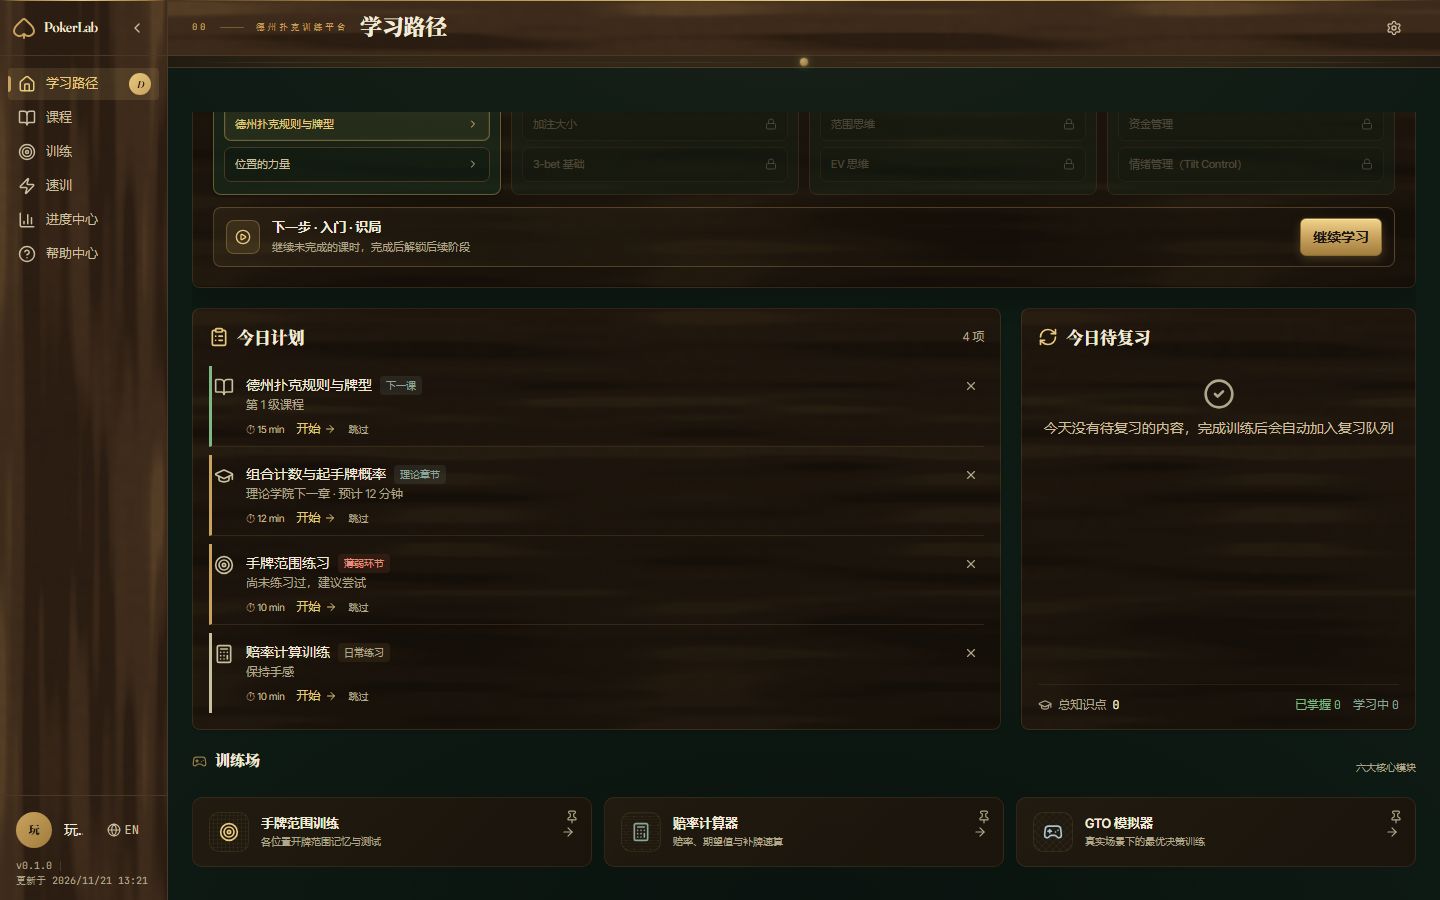 PokerLab
00
德州扑克训练平台
学习路径
学习路径
D
课程
训练
速训
进度中心
帮助中心
德州扑克规则与牌型
加注大小
范围思维
资金管理
位置的力量
3-bet 基础
EV 思维
情绪管理（Tilt Control）
下一步 · 入门 · 识局
继续未完成的课时，完成后解锁后续阶段
继续学习
今日计划
4 项
德州扑克规则与牌型
下一课
第 1 级课程
15 min
开始 →
跳过
组合计数与起手牌概率
理论章节
理论学院下一章 · 预计 12 分钟
12 min
开始 →
跳过
手牌范围练习
薄弱环节
尚未练习过，建议尝试
10 min
开始 →
跳过
赔率计算训练
日常练习
保持手感
10 min
开始 →
跳过
今日待复习
今天没有待复习的内容，完成训练后会自动加入复习队列
总知识点 0
已掌握 0
学习中 0
训练场
六大核心模块
手牌范围训练
各位置开牌范围记忆与测试
赔率计算器
赔率、期望值与补牌速算
GTO 模拟器
真实场景下的最优决策训练
玩
玩..
EN
v0.1.0
更新于 2026/11/21 13:21